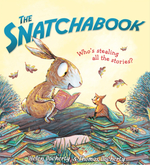 THE
SNATCHABOOK
Who's stealing
all the stories?
Helen Docherty & Thomas Docherty